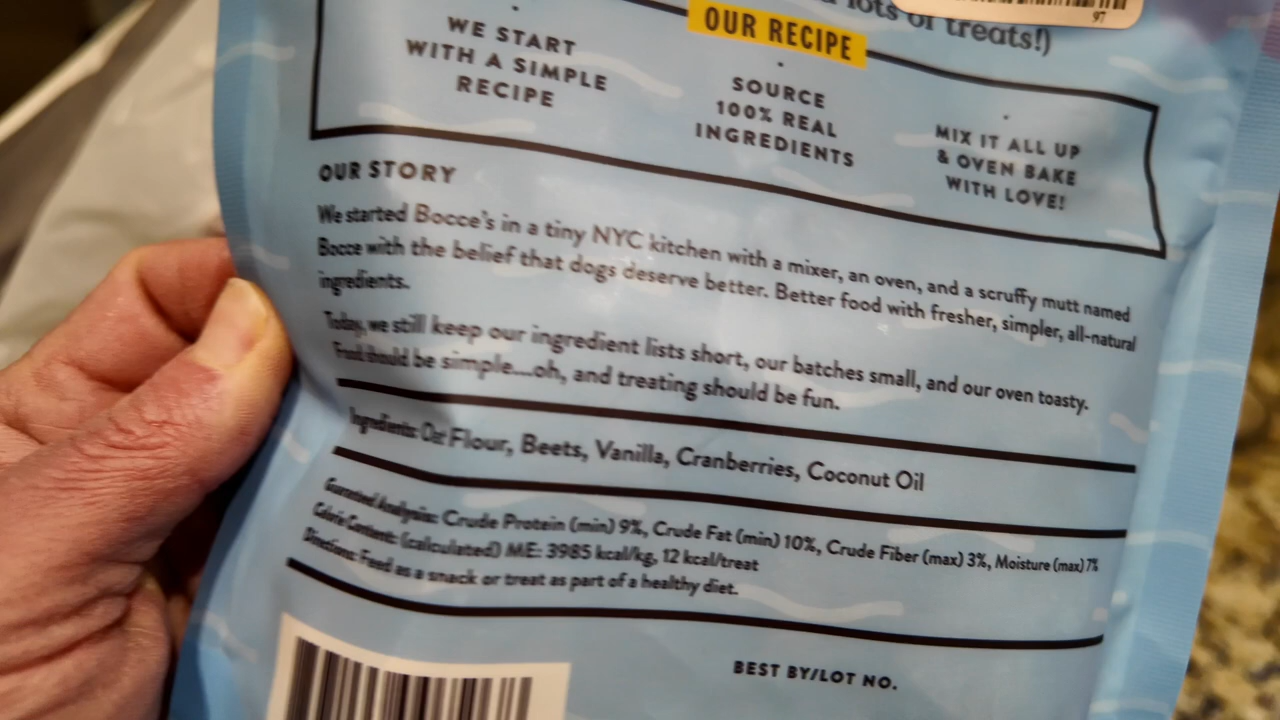 lots of treats!)
97
OUR RECIPE
WE START
WITH A SIMPLE
RECIPE
SOURCE
100% REAL
INGREDIENTS
MIX IT ALL UP
& OVEN BAKE
WITH LOVE!
OUR STORY
We started Bocce's in a tiny NYC kitchen with a mixer, an oven, and a scruffy mutt named
Bocce with the belief that dogs deserve better. Better food with fresher, simpler, all-natural
ingredients.
Today, we still keep our ingredient lists short, our batches small, and our oven toasty.
Food should be simple....oh, and treating should be fun.
Ingredients: Oat Flour, Beets, Vanilla, Cranberries, Coconut Oil
Guaranteed Analysis: Crude Protein (min) 9%, Crude Fat (min) 10%, Crude Fiber (max) 3%, Moisture (max) 7%
Calorie Content: (calculated) ME: 3985 kcal/kg, 12 kcal/treat
Directions: Feed as a snack or treat as part of a healthy diet.
BEST BY/LOT NO.